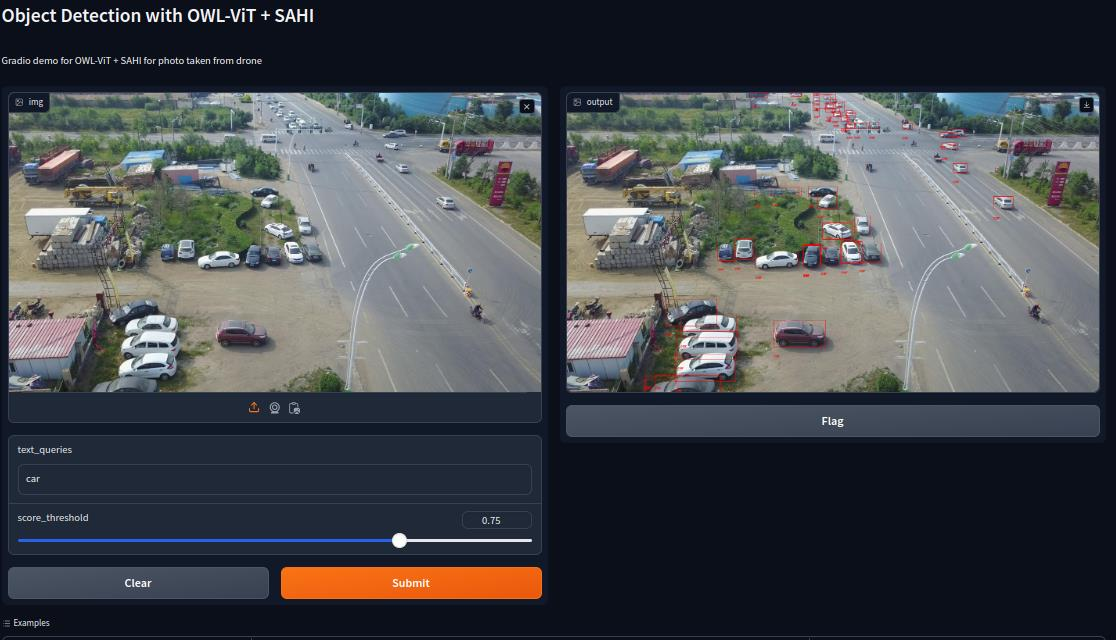 Object Detection with OWL-ViT + SAHI
Gradio demo for OWL-ViT + SAHI for photo taken from drone
img
output
Flag
text_queries
car
score_threshold
0.75
Clear
Submit
Examples